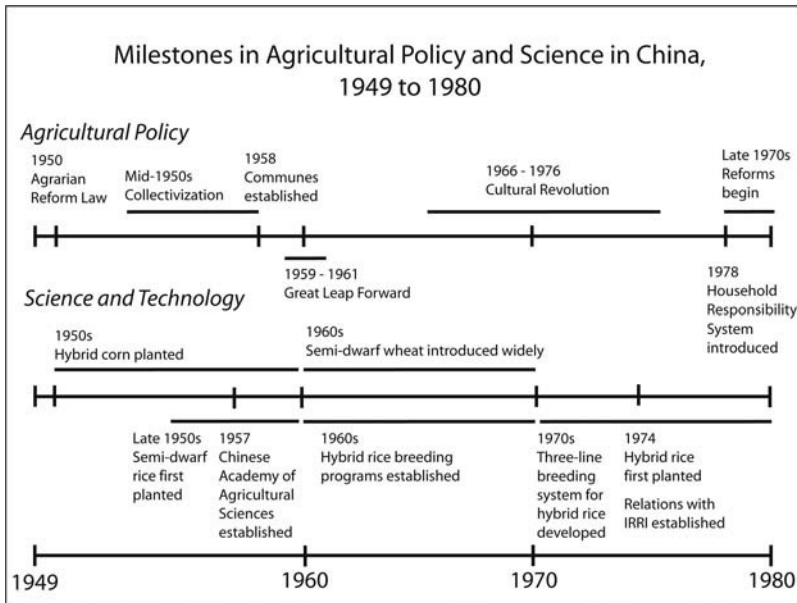 Milestones in Agricultural Policy and Science in China,
1949 to 1980
Agricultural Policy
1950
Agrarian
Reform Law
Mid-1950s
Collectivization
1958
Communes
established
1966 - 1976
Cultural Revolution
Late 1970s
Reforms
begin
1959 - 1961
Great Leap Forward
1978
Household
Responsibility
System
introduced
Science and Technology
1950s
Hybrid corn planted
1960s
Semi-dwarf wheat introduced widely
Late 1950s
Semi-dwarf
rice first
planted
1957
Chinese
Academy of
Agricultural
Sciences
established
1960s
Hybrid rice breeding
programs established
1970s
Three-line
breeding
system for
hybrid rice
developed
1974
Hybrid rice
first planted
Relations with
IRRI established
1949
1960
1970
1980